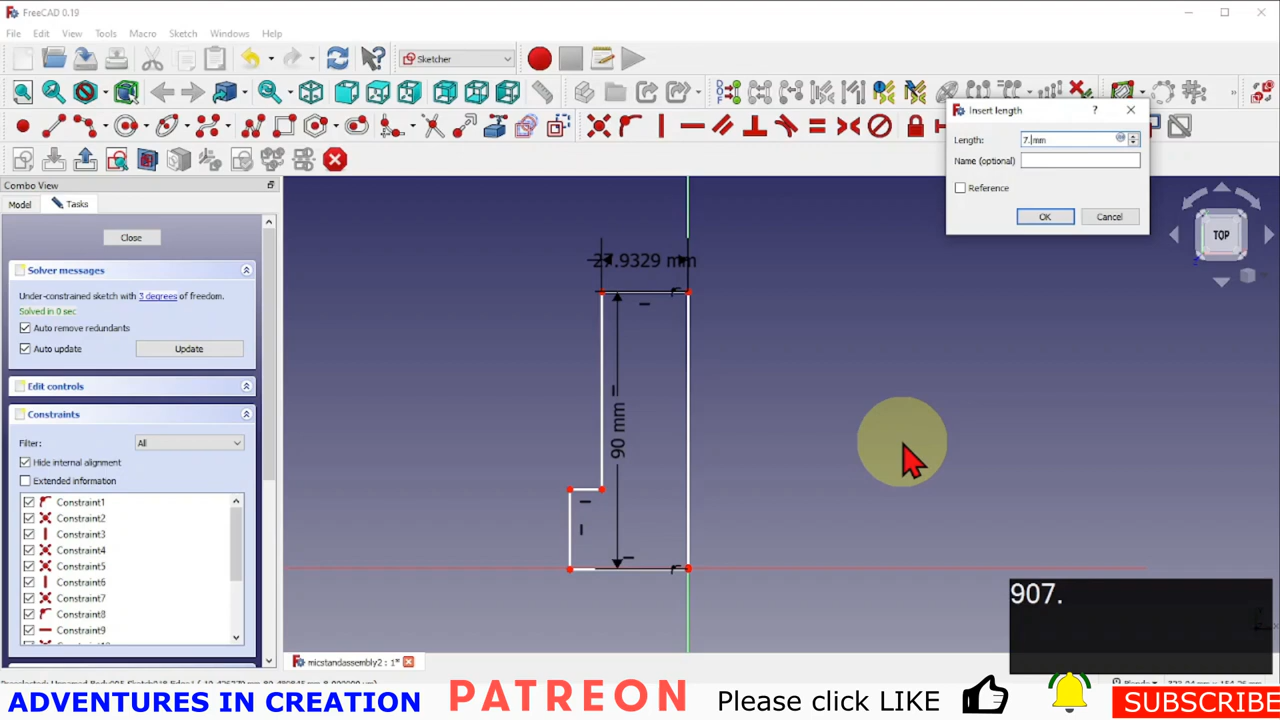 FreeCAD 0.19
File Edit View Tools Macro Sketch Windows Help
Sketcher
Insert length
Length: 7. mm
Name (optional)
Reference
OK Cancel
Combo View
Model Tasks
Close
Solver messages
Under-constrained sketch with 3 degrees of freedom.
Solved in 0 sec
Auto remove redundants
Auto update Update
Edit controls
Constraints
Filter: All
Hide internal alignment
Extended information
Constraint1
Constraint2
Constraint3
Constraint4
Constraint5
Constraint6
Constraint7
Constraint8
Constraint9
27.9329 mm
90 mm
TOP
907.
micstandassembly2 : 1*
ADVENTURES IN CREATION PATREON Please click LIKE SUBSCRIBE